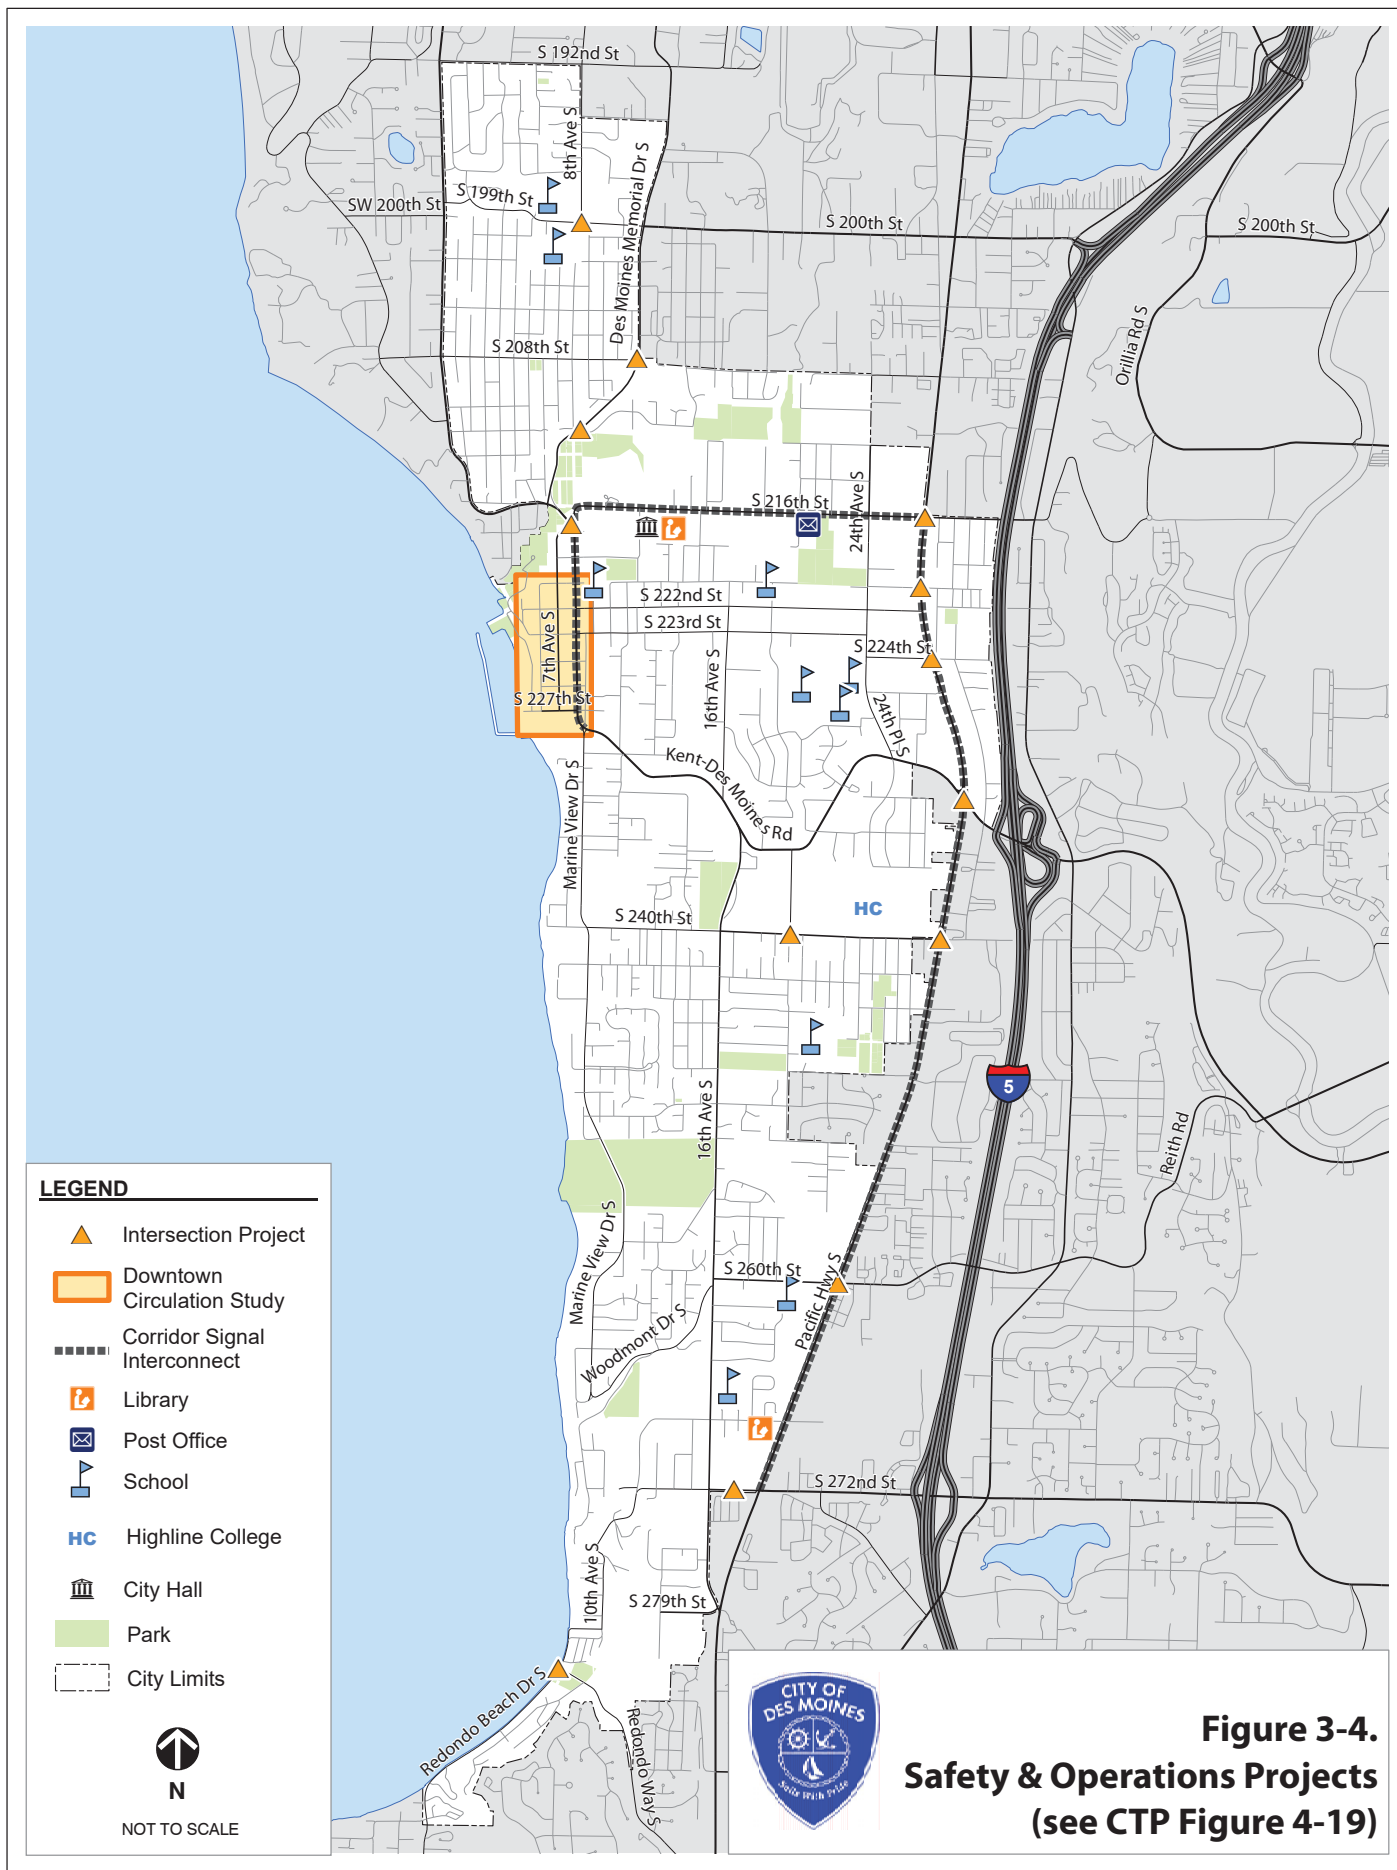 S 192nd St
8th Ave S
Des Moines Memorial Dr S
S 199th St
SW 200th St
S 200th St
S 200th St
Orillia Rd S
S 208th St
24th Ave S
S 216th St
S 222nd St
S 223rd St
7th Ave S
S 224th St
16th Ave S
S 227th St
24th Pl S
Kent-Des Moines Rd
Marine View Dr S
HC
S 240th St
5
16th Ave S
Reith Rd
Marine View Dr S
Pacific Hwy S
S 260th St
Woodmont Dr S
S 272nd St
10th Ave S
S 279th St
Redondo Beach Dr S
Redondo Way S
LEGEND
Intersection Project
Downtown
Circulation Study
Corridor Signal
Interconnect
Library
Post Office
School
HC Highline College
City Hall
Park
City Limits
N
NOT TO SCALE
CITY OF
DES MOINES
Sails With Pride
Figure 3-4.
Safety & Operations Projects
(see CTP Figure 4-19)